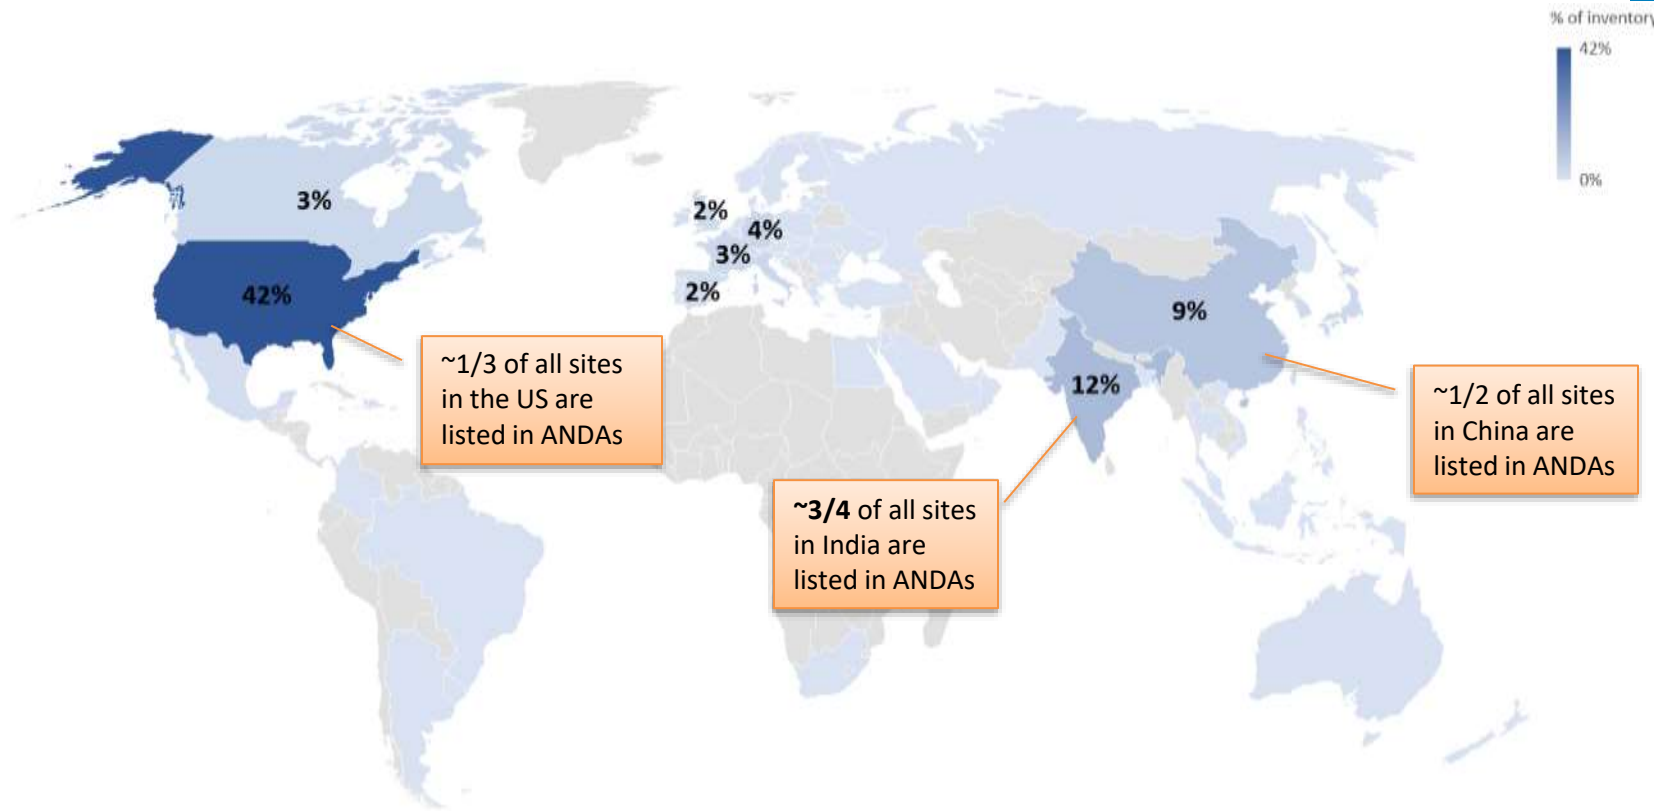 % of inventory
42%
0%
3%
2%
4%
3%
42%
2%
9%
12%
~1/3 of all sites
in the US are
listed in ANDAs
~1/2 of all sites
in China are
listed in ANDAs
~3/4 of all sites
in India are
listed in ANDAs